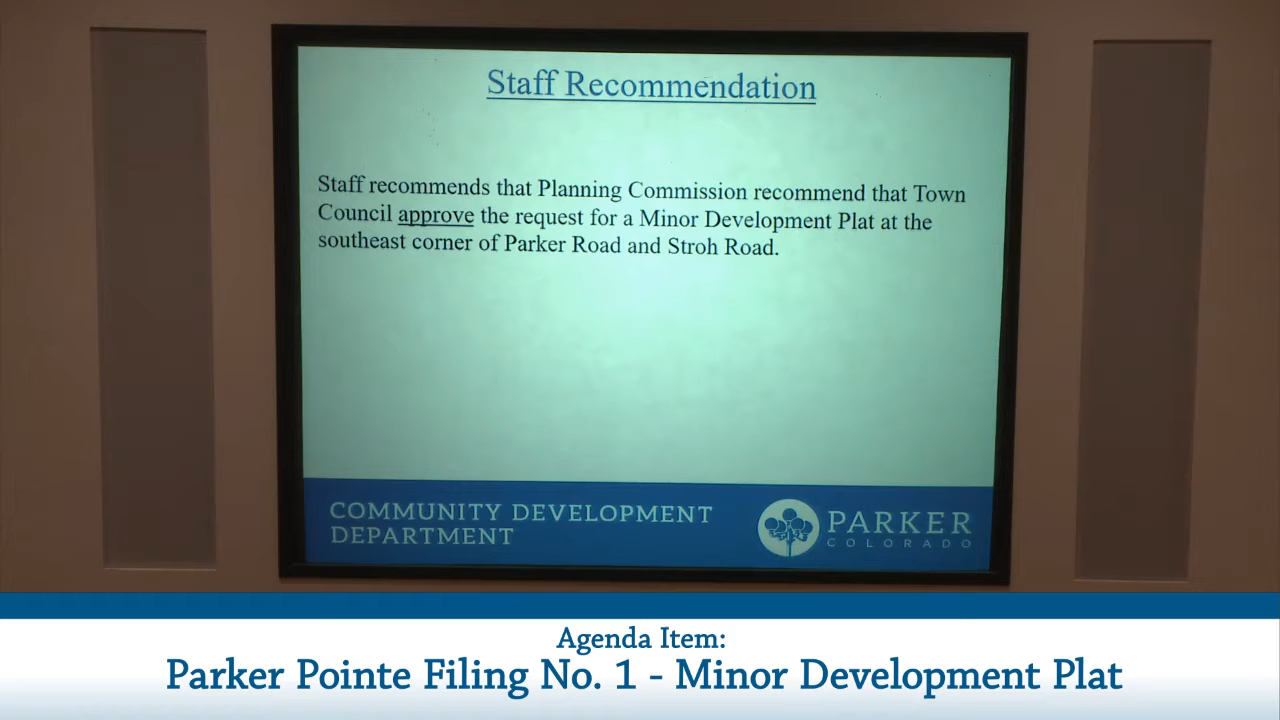 Staff Recommendation
Staff recommends that Planning Commission recommend that Town
Council approve the request for a Minor Development Plat at the
southeast corner of Parker Road and Stroh Road.
COMMUNITY DEVELOPMENT
DEPARTMENT
PARKER
COLORADO
Agenda Item:
Parker Pointe Filing No. 1 - Minor Development Plat